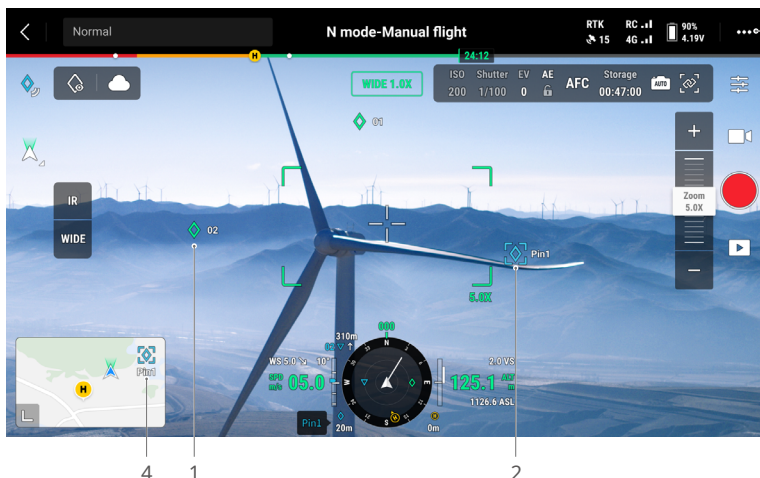 Normal
N mode-Manual flight
RTK
15
RC
4G
90%
4.19V
H
24:12
WIDE 1.0X
ISO
200
Shutter
1/100
EV
0
AE
AFC
Storage
00:47:00
AUTO
01
IR
WIDE
02
Pin1
Zoom
5.0X
5.0X
310m
02
000
WS 5.0
10°
2.0 VS
SPD
m/s
05.0
N
W
E
S
H
125.1
ALT
m
1126.6 ASL
Pin1
20m
H
0m
Pin1
H
4
1
2